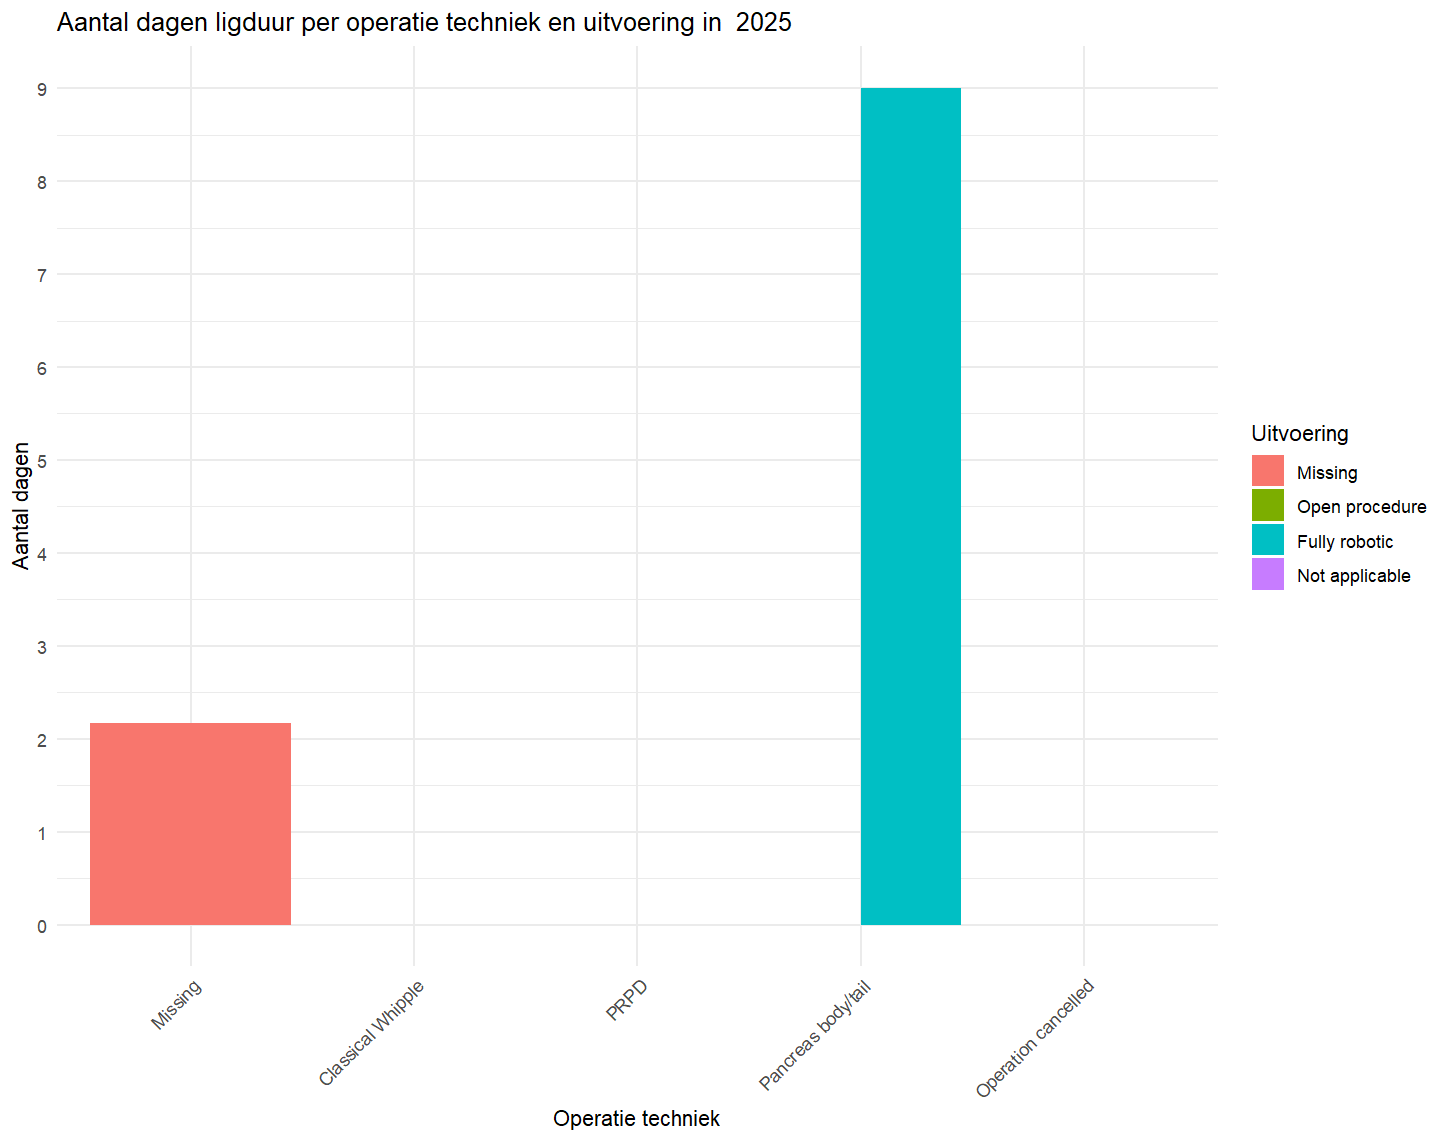 Aantal dagen ligduur per operatie techniek en uitvoering in  2025
Aantal dagen
9
8
7
6
5
4
3
2
1
0
Missing
Classical Whipple
PRPD
Pancreas body/tail
Operation cancelled
Operatie techniek
Uitvoering
Missing
Open procedure
Fully robotic
Not applicable